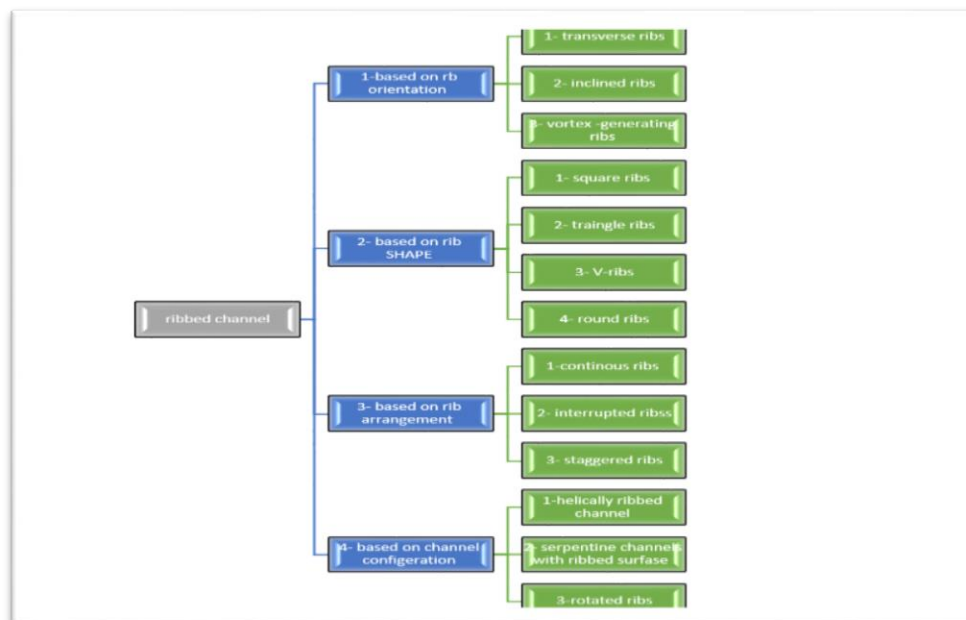 ribbed channel
1-based on rb
orientation
1- transverse ribs
2- inclined ribs
3- vortex -generating
ribs
2- based on rib
SHAPE
1- square ribs
2- traingle ribs
3- V-ribs
4- round ribs
3- based on rib
arrangement
1-continous ribs
2- interrupted ribss
3- staggered ribs
4- based on channel
configeration
1-helically ribbed
channel
2- serpentine channels
with ribbed surfase
3-rotated ribs